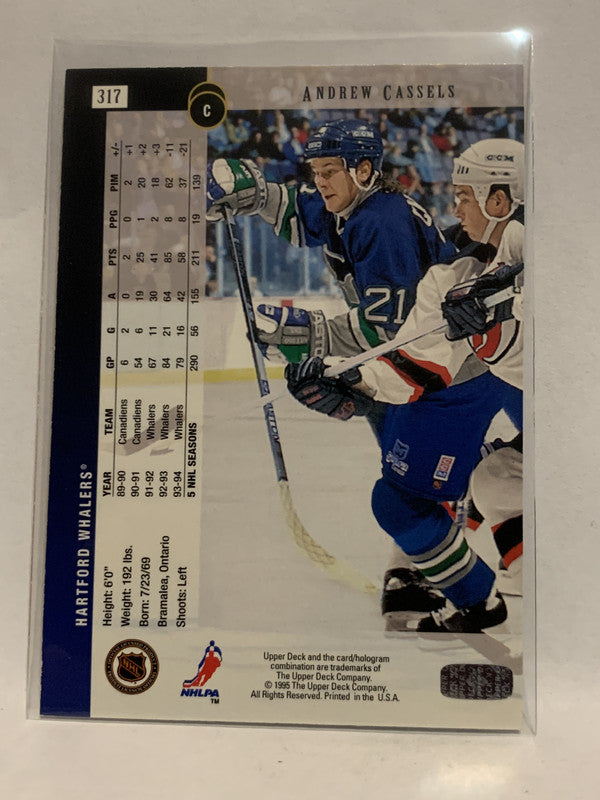 317
C
ANDREW CASSELS
HARTFORD WHALERS®
Height: 6'0"
Weight: 192 lbs.
Born: 7/23/69
Bramalea, Ontario
Shoots: Left
YEAR TEAM GP G A PTS PPG PIM +/-
89-90 Canadiens 6 2 0 2 0 2 +1
90-91 Canadiens 54 6 19 25 1 20 +2
91-92 Whalers 67 11 30 41 2 18 +3
92-93 Whalers 84 21 64 85 8 62 -11
93-94 Whalers 79 16 42 58 8 37 -21
5 NHL SEASONS 290 56 155 211 19 139
CCM
CCM
21
NHL
NHLPA
TM
Upper Deck and the card/hologram
combination are trademarks of
The Upper Deck Company.
© 1995 The Upper Deck Company.
All Rights Reserved. Printed in the U.S.A.